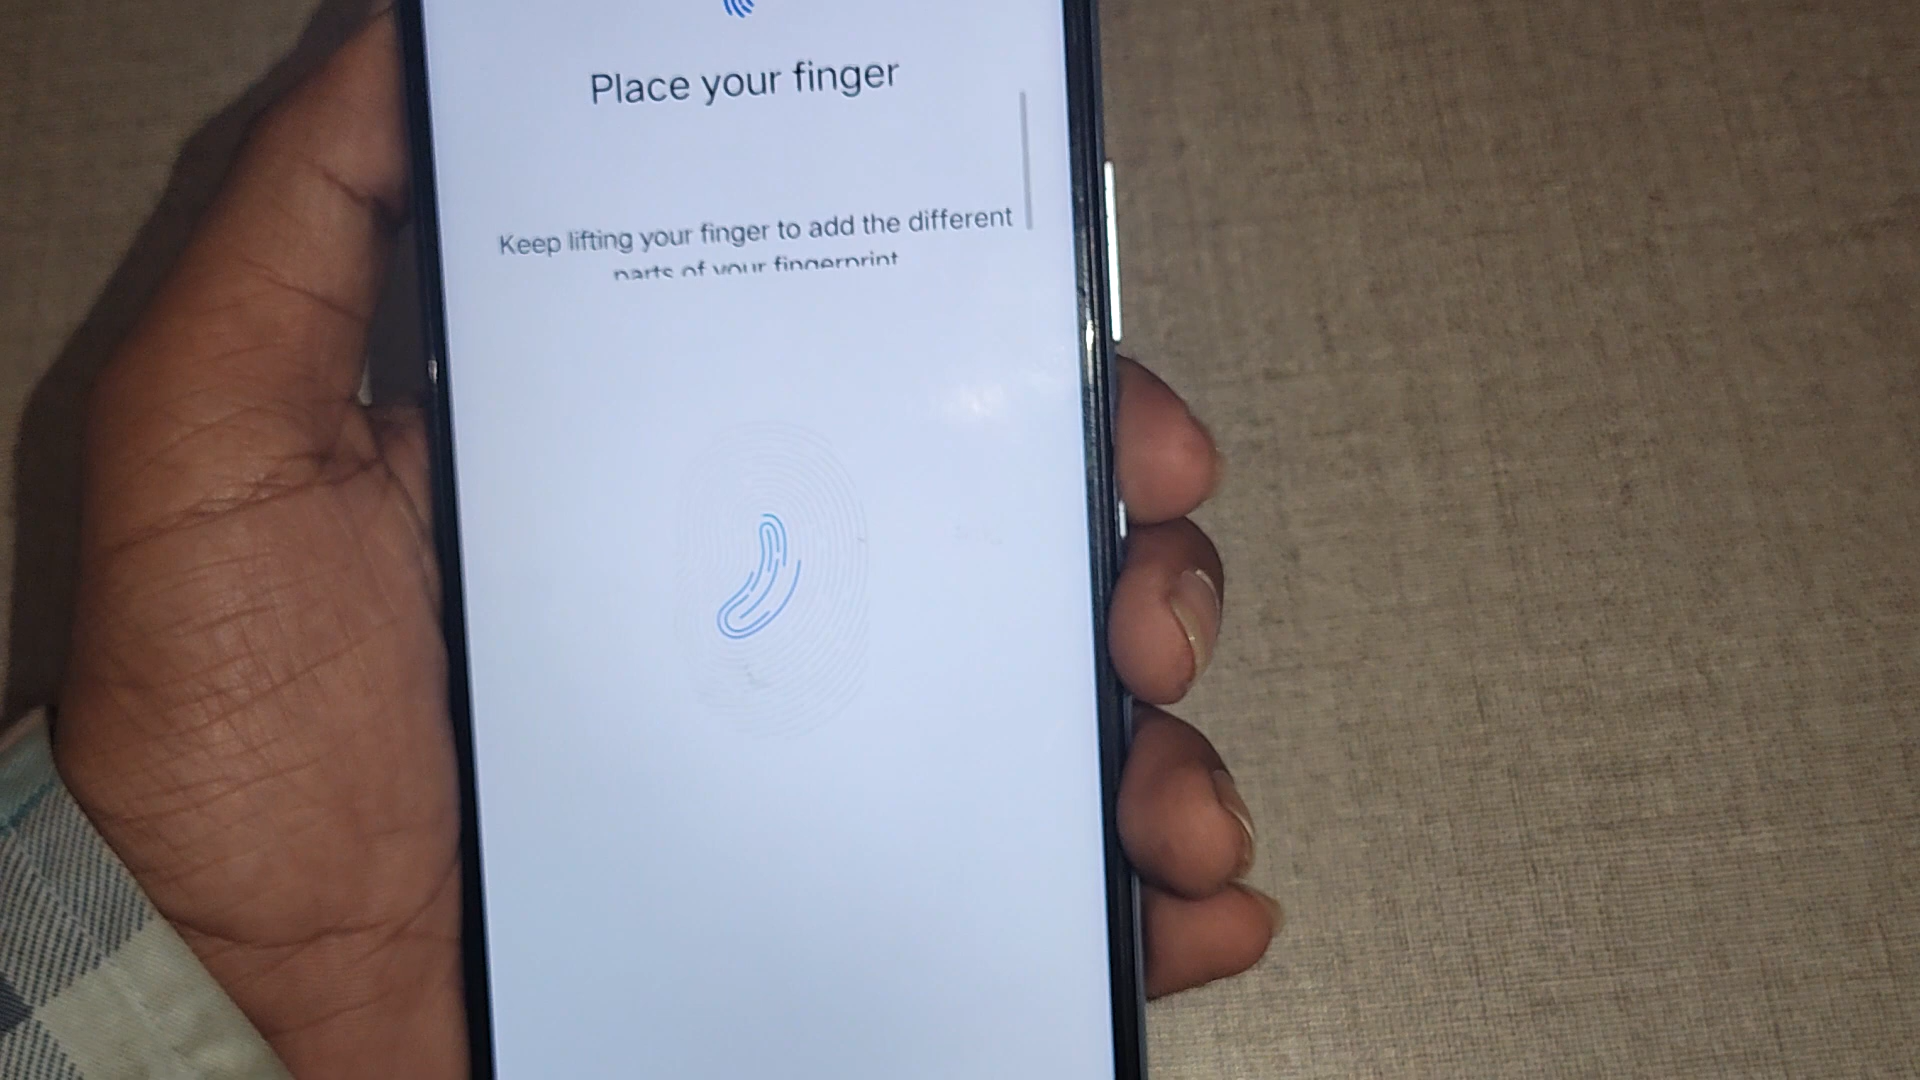 Place your finger
Keep lifting your finger to add the different
parts of your fingerprint